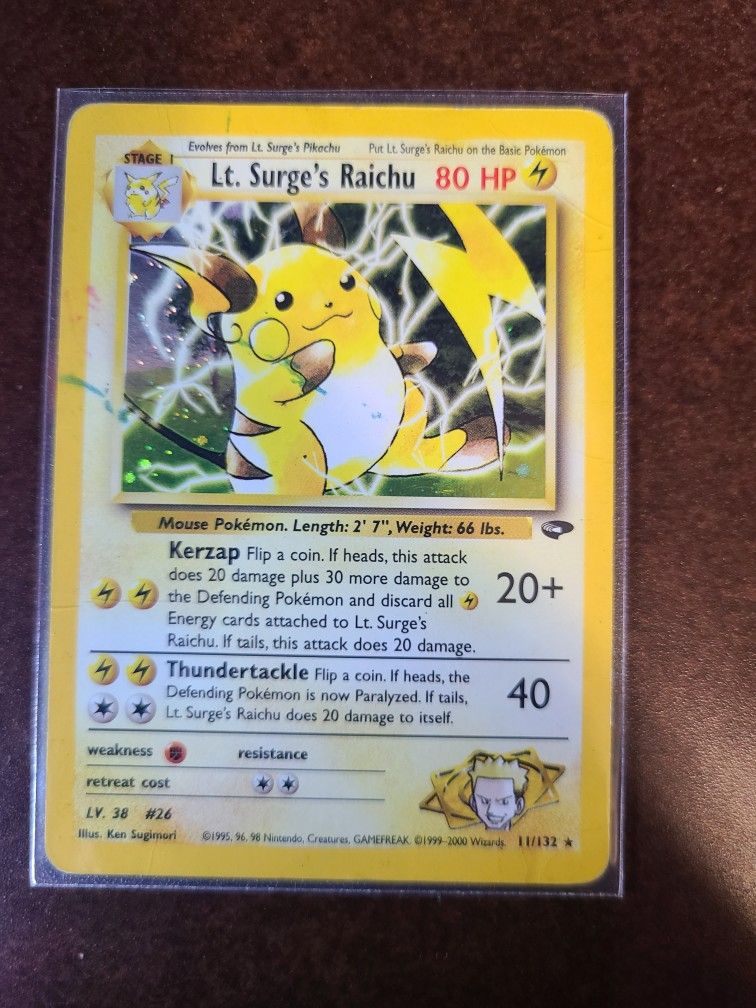 Evolves from Lt. Surge's Pikachu Put Lt. Surge's Raichu on the Basic Pokémon
STAGE 1
Lt. Surge's Raichu 80 HP
Mouse Pokémon. Length: 2' 7", Weight: 66 lbs.
Kerzap Flip a coin. If heads, this attack
does 20 damage plus 30 more damage to
the Defending Pokémon and discard all
Energy cards attached to Lt. Surge's
Raichu. If tails, this attack does 20 damage.
20+
Thundertackle Flip a coin. If heads, the
Defending Pokémon is now Paralyzed. If tails,
Lt. Surge's Raichu does 20 damage to itself.
40
weakness resistance
retreat cost
LV. 38 #26
Illus. Ken Sugimori ©1995, 96, 98 Nintendo, Creatures, GAMEFREAK. ©1999-2000 Wizards. 11/132 ★